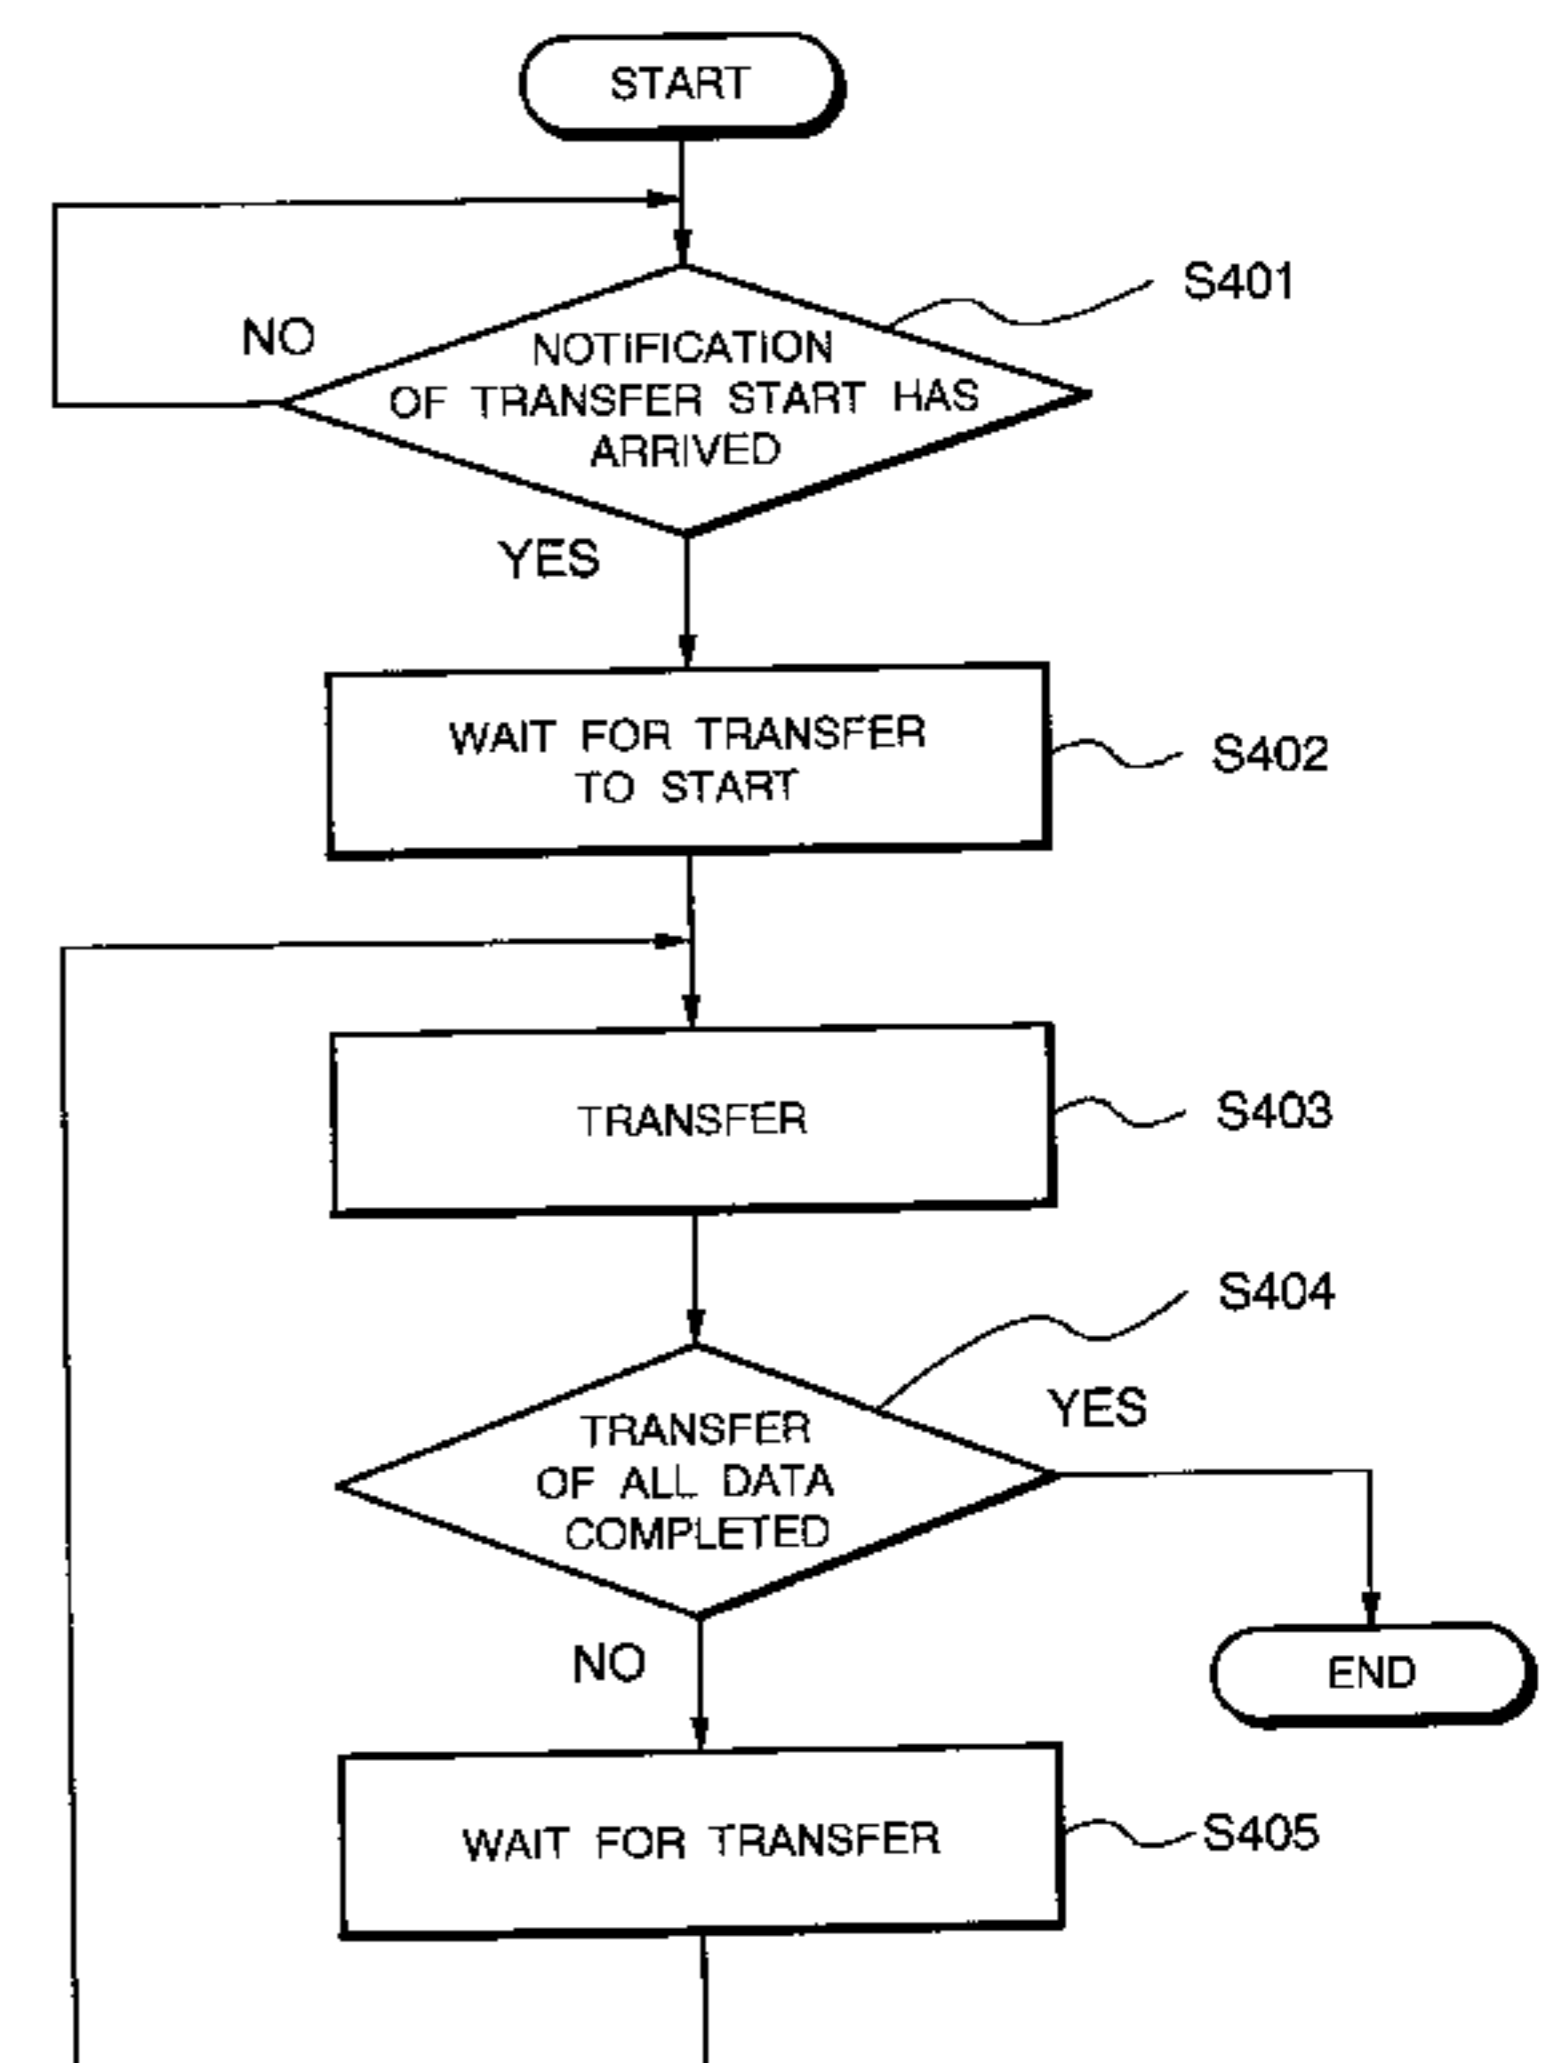 START
S401
NO
NOTIFICATION
OF TRANSFER START HAS
ARRIVED
YES
WAIT FOR TRANSFER
TO START
S402
TRANSFER
S403
S404
YES
TRANSFER
OF ALL DATA
COMPLETED
NO
END
WAIT FOR TRANSFER
S405